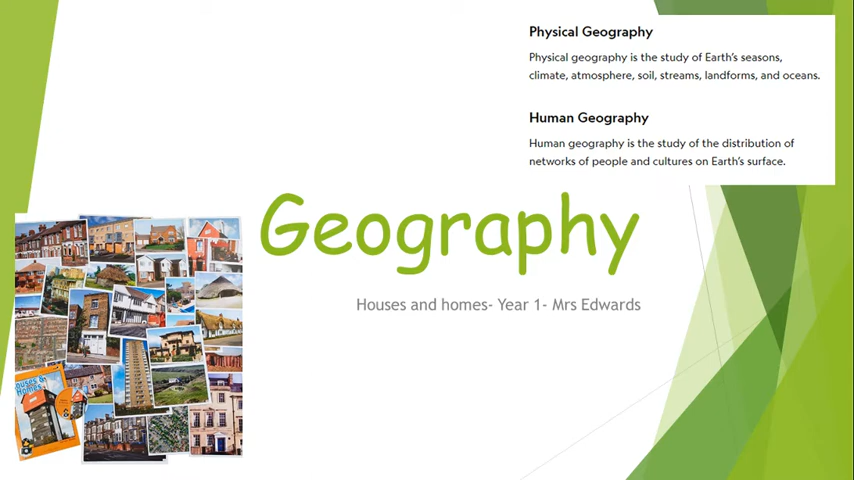 Physical Geography
Physical geography is the study of Earth's seasons,
climate, atmosphere, soil, streams, landforms, and oceans.
Human Geography
Human geography is the study of the distribution of
networks of people and cultures on Earth's surface.
Geography
Houses and homes- Year 1- Mrs Edwards
Houses &
Homes